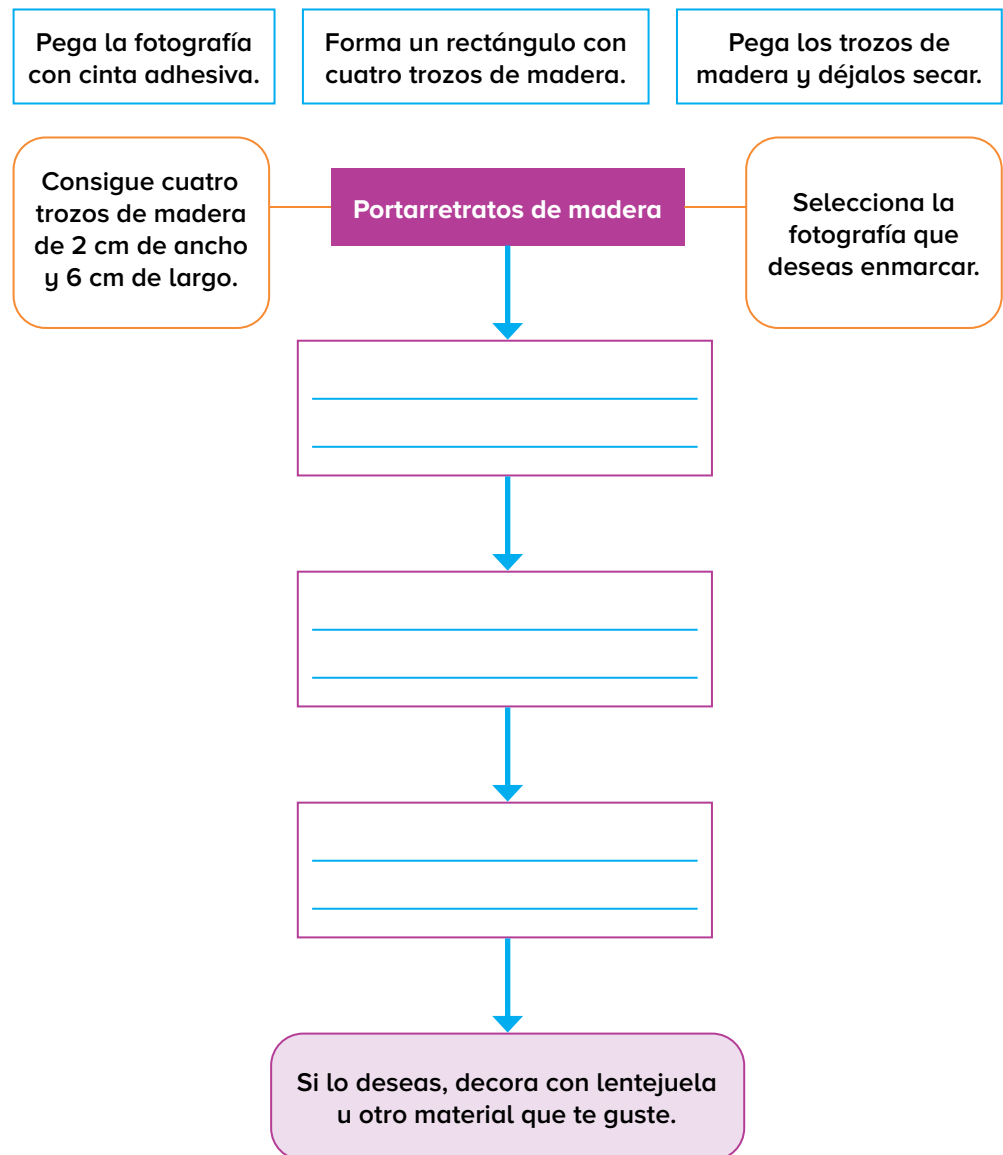 Pega la fotografía
con cinta adhesiva.
Forma un rectángulo con
cuatro trozos de madera.
Pega los trozos de
madera y déjalos secar.
Consigue cuatro
trozos de madera
de 2 cm de ancho
y 6 cm de largo.
Portarretratos de madera
Selecciona la
fotografía que
deseas enmarcar.
Si lo deseas, decora con lentejuela
u otro material que te guste.